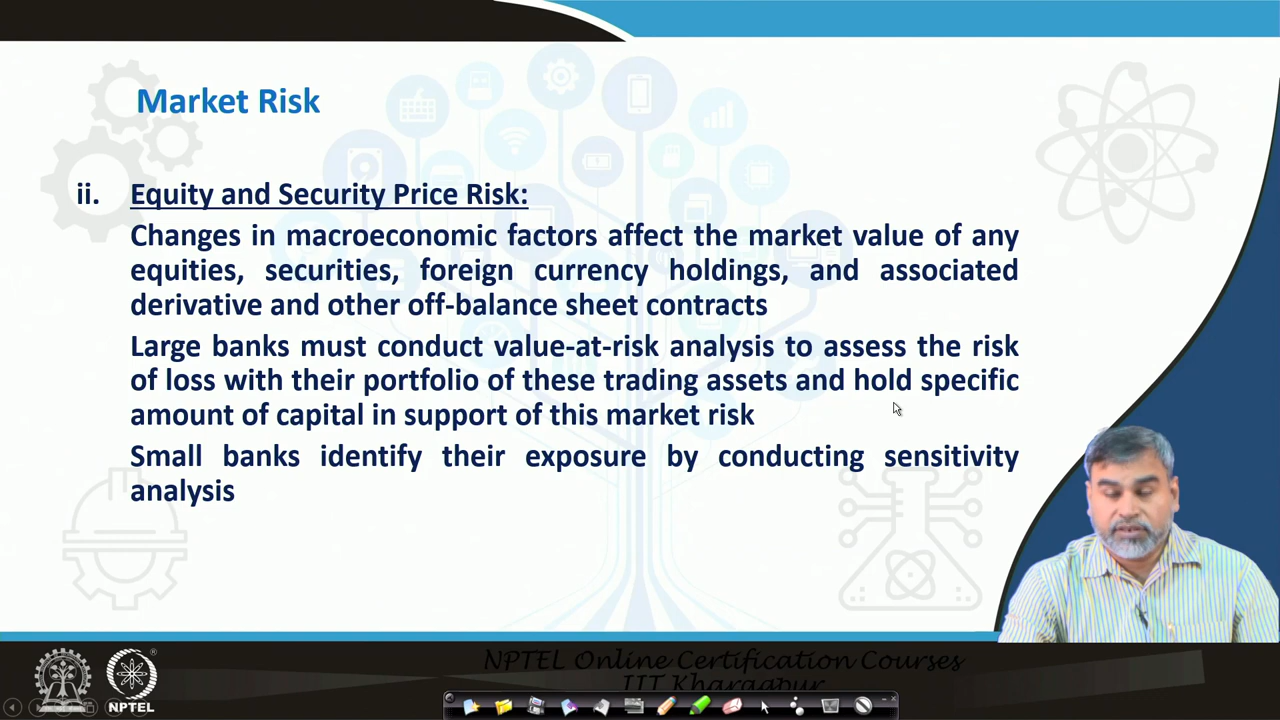 Market Risk
ii. Equity and Security Price Risk:
Changes in macroeconomic factors affect the market value of any
equities, securities, foreign currency holdings, and associated
derivative and other off-balance sheet contracts
Large banks must conduct value-at-risk analysis to assess the risk
of loss with their portfolio of these trading assets and hold specific
amount of capital in support of this market risk
Small banks identify their exposure by conducting sensitivity
analysis
NPTEL Online Certification Courses
IIT Kharagpur
NPTEL